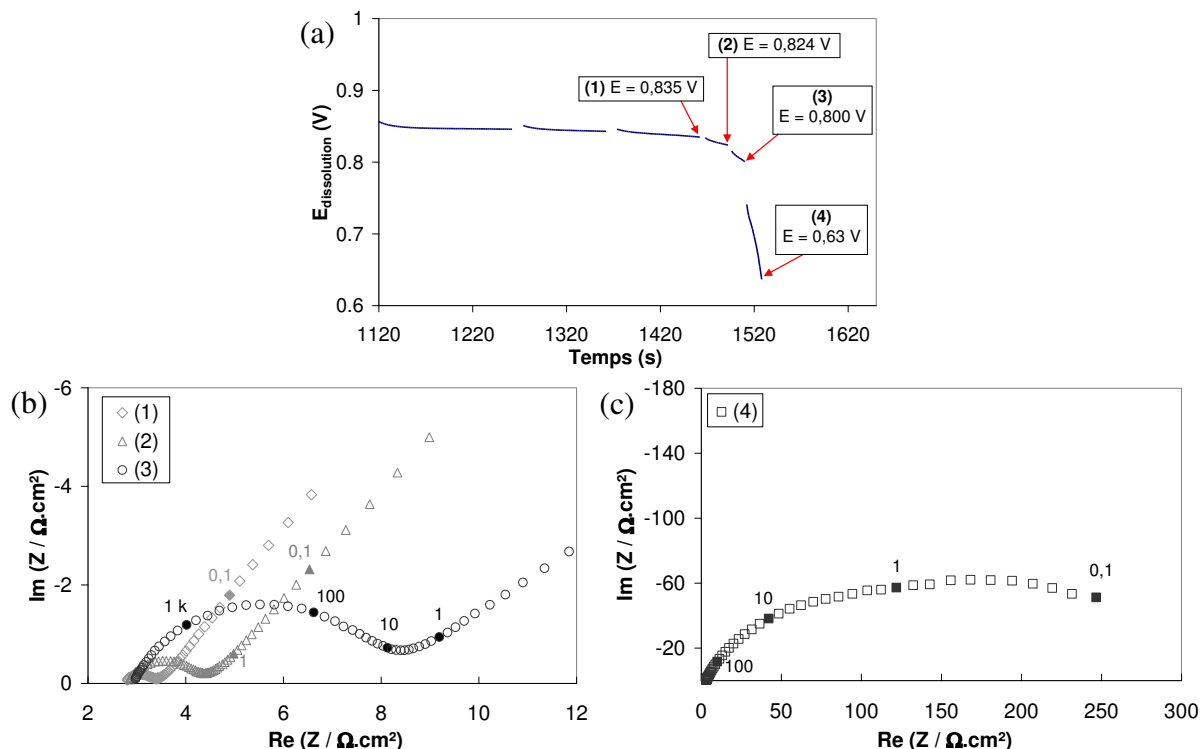 (a)
1
0.9
0.8
0.7
0.6
E dissolution (V)
1120 1220 1320 1420 1520 1620
Temps (s)
(1) E = 0,835 V
(2) E = 0,824 V
(3)
E = 0,800 V
(4)
E = 0,63 V
(b)
-6
-4
-2
0
Im (Z / Ω.cm²)
(1)
(2)
(3)
1 k
0,1
0,1
100
10
1
1
2 4 6 8 10 12
Re (Z / Ω.cm²)
(c)
-180
-140
-100
-60
-20
Im (Z / Ω.cm²)
(4)
100
10
1
0,1
0 50 100 150 200 250 300
Re (Z / Ω.cm²)